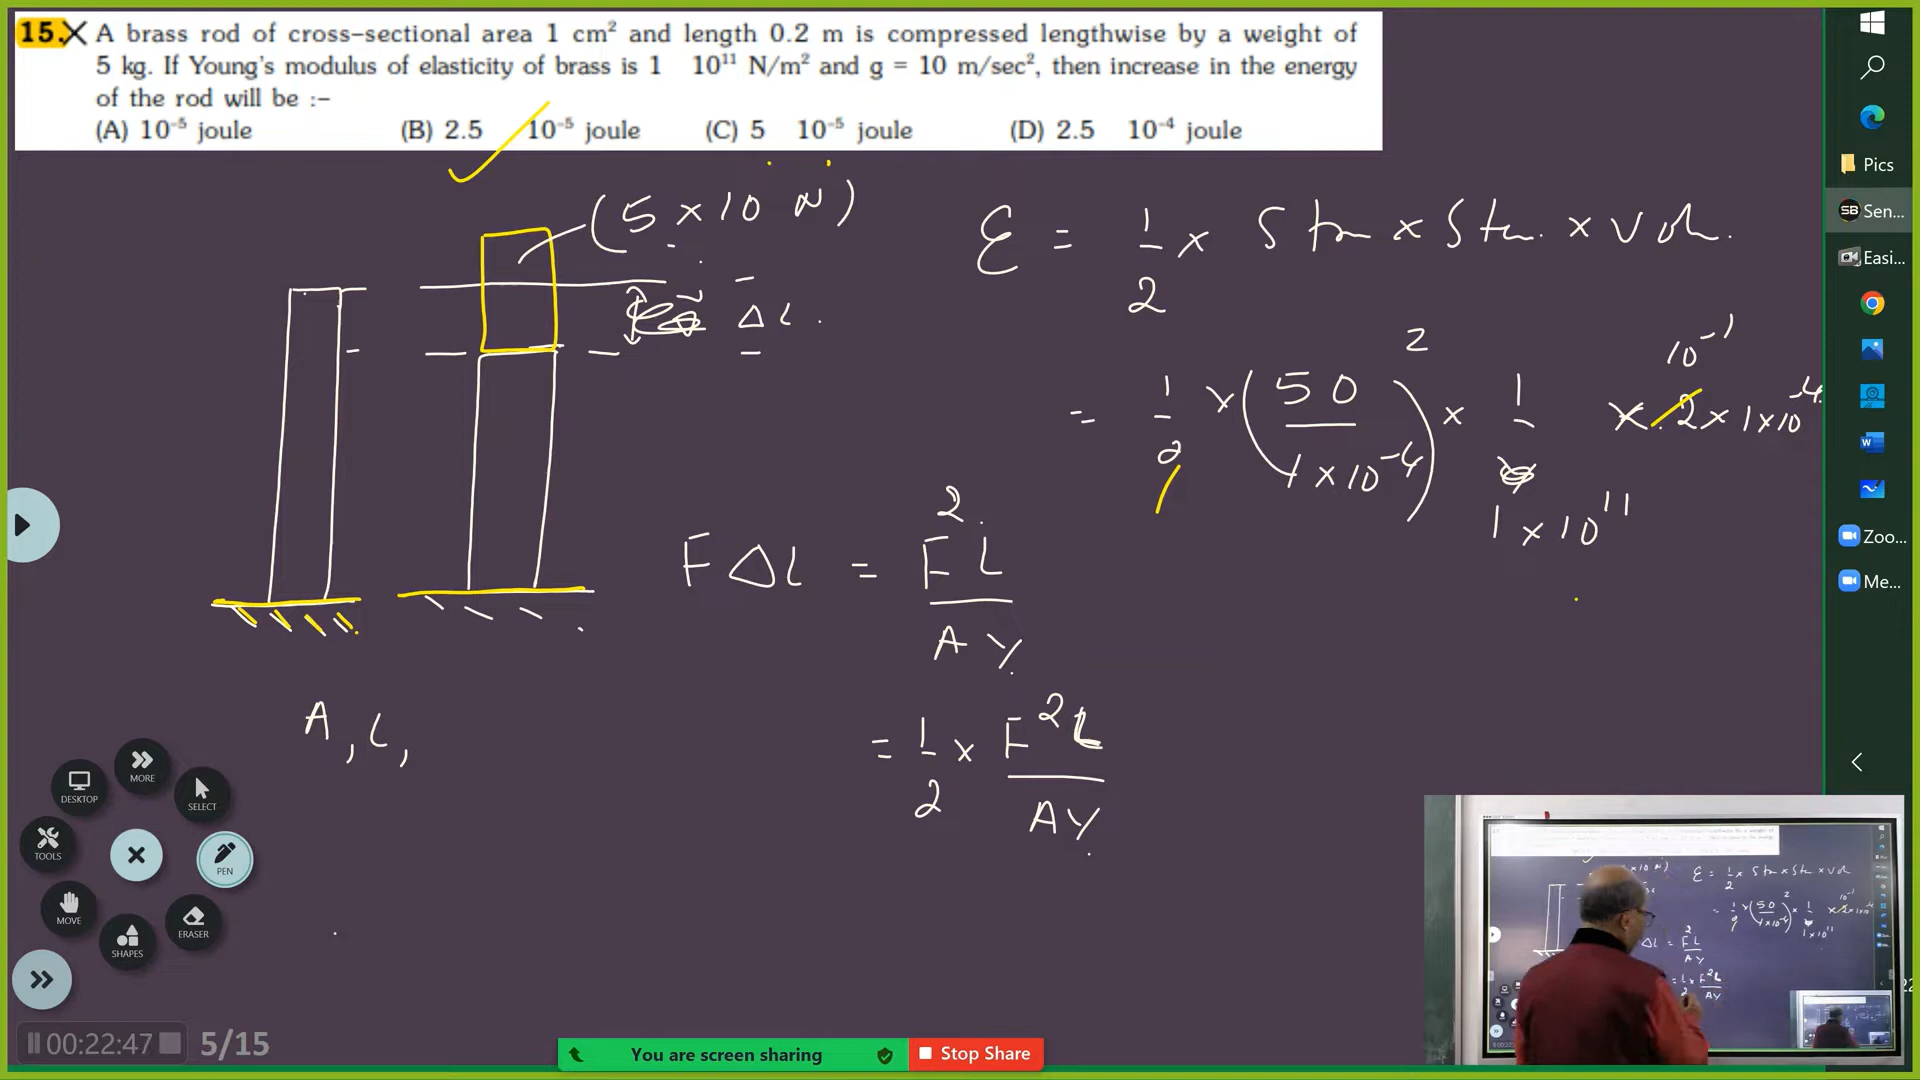 15. A brass rod of cross-sectional area 1 cm² and length 0.2 m is compressed lengthwise by a weight of
5 kg. If Young's modulus of elasticity of brass is 1 10¹¹ N/m² and g = 10 m/sec², then increase in the energy
of the rod will be :-
(A) 10⁻⁵ joule (B) 2.5 10⁻⁵ joule (C) 5 10⁻⁵ joule (D) 2.5 10⁻⁴ joule
(5 × 10 N)
ΔL
A, L,
E = 1/2 × Str × Str. × Vol.
= 1/2 × (50 / 1×10⁻⁴)² × 1 / 1×10¹¹ × .2 × 1×10⁻⁴
10⁻¹
FΔL = F²L / AY
= 1/2 × F²L / AY
DESKTOP
MORE
SELECT
TOOLS
PEN
MOVE
SHAPES
ERASER
00:22:47 5/15
You are screen sharing Stop Share
Pics
SB Sen...
Easi...
Zoo...
Me...